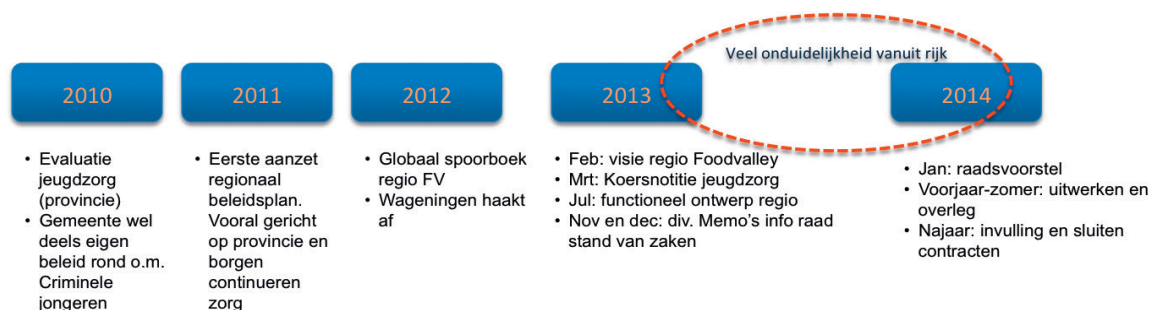 Veel onduidelijkheid vanuit rijk
2010
2011
2012
2013
2014
• Evaluatie
jeugdzorg
(provincie)
• Gemeente wel
deels eigen
beleid rond o.m.
Criminele
jongeren
• Eerste aanzet
regionaal
beleidsplan.
Vooral gericht
op provincie en
borgen
continueren
zorg
• Globaal spoorboek
regio FV
• Wageningen haakt
af
• Feb: visie regio Foodvalley
• Mrt: Koersnotitie jeugdzorg
• Jul: functioneel ontwerp regio
• Nov en dec: div. Memo's info raad
stand van zaken
• Jan: raadsvoorstel
• Voorjaar-zomer: uitwerken en
overleg
• Najaar: invulling en sluiten
contracten